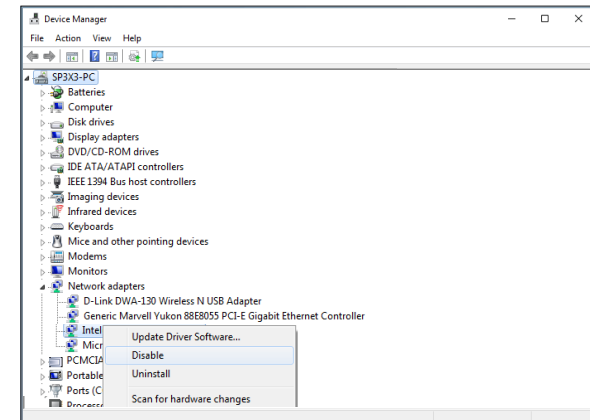 Device Manager
File Action View Help
SP3X3-PC
Batteries
Computer
Disk drives
Display adapters
DVD/CD-ROM drives
IDE ATA/ATAPI controllers
IEEE 1394 Bus host controllers
Imaging devices
Infrared devices
Keyboards
Mice and other pointing devices
Modems
Monitors
Network adapters
D-Link DWA-130 Wireless N USB Adapter
Generic Marvell Yukon 88E8055 PCI-E Gigabit Ethernet Controller
Intel
Micr
PCMCIA
Portable
Ports (C
Process
Update Driver Software...
Disable
Uninstall
Scan for hardware changes